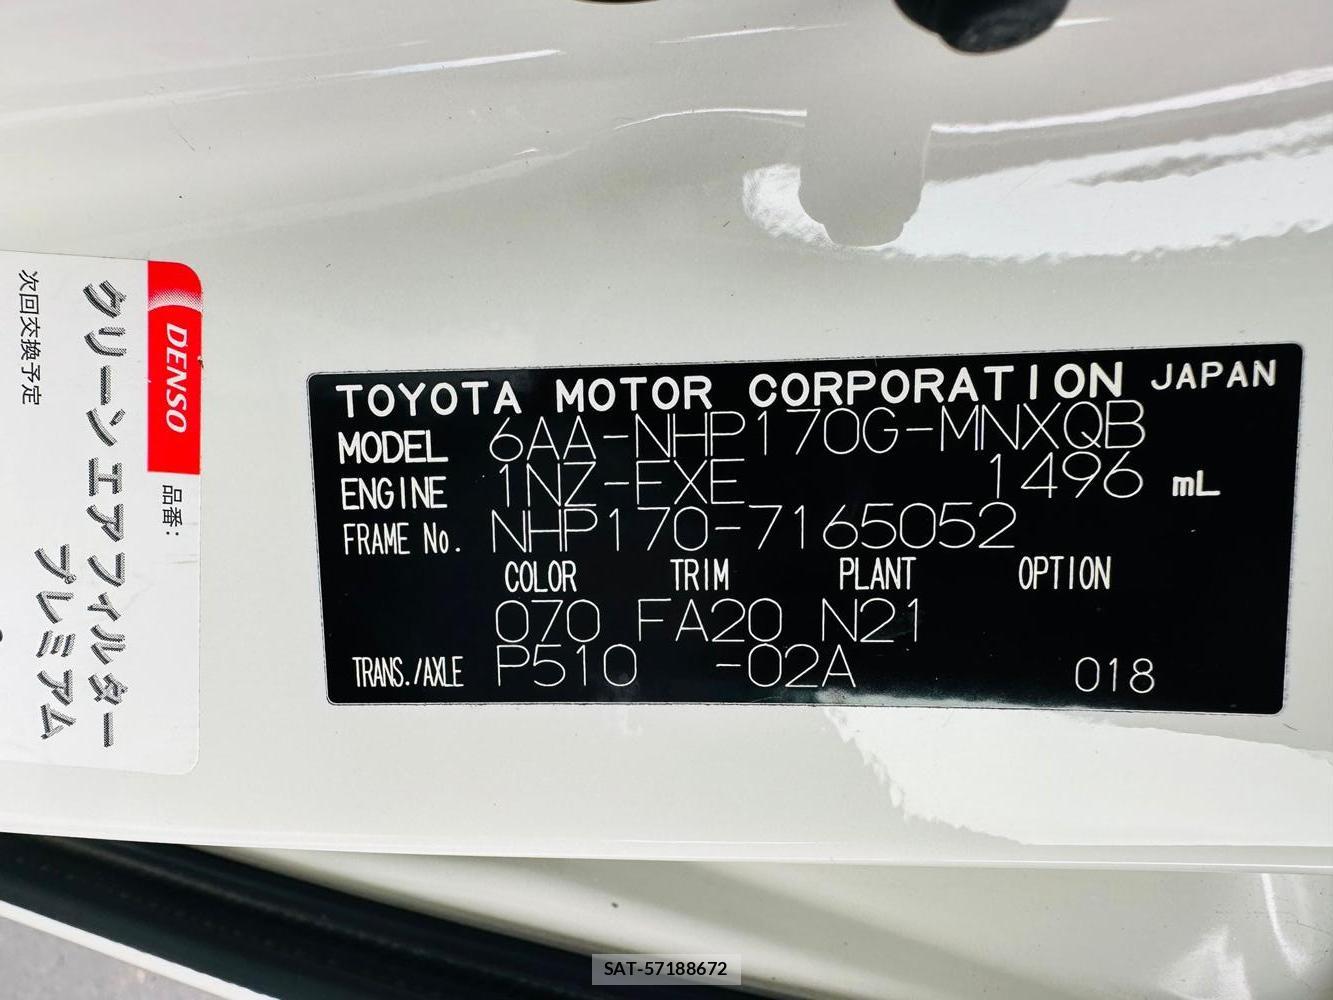 TOYOTA MOTOR CORPORATION JAPAN
MODEL 6AA-NHP170G-MNXQB
ENGINE 1NZ-FXE 1496 mL
FRAME No. NHP170-7165052
COLOR TRIM PLANT OPTION
070 FA20 N21
TRANS./AXLE P510 -02A 018
DENSO
品番:
クリーンエアフィルター
プレミアム
次回交換予定
SAT-57188672